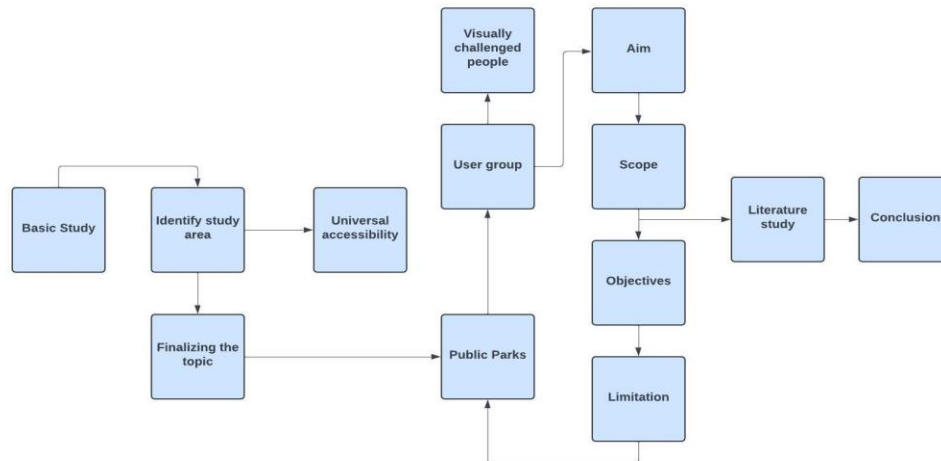 Visually
challenged
people
Aim
User group
Scope
Basic Study
Identify study
area
Universal
accessibility
Literature
study
Conclusion
Objectives
Finalizing the
topic
Public Parks
Limitation